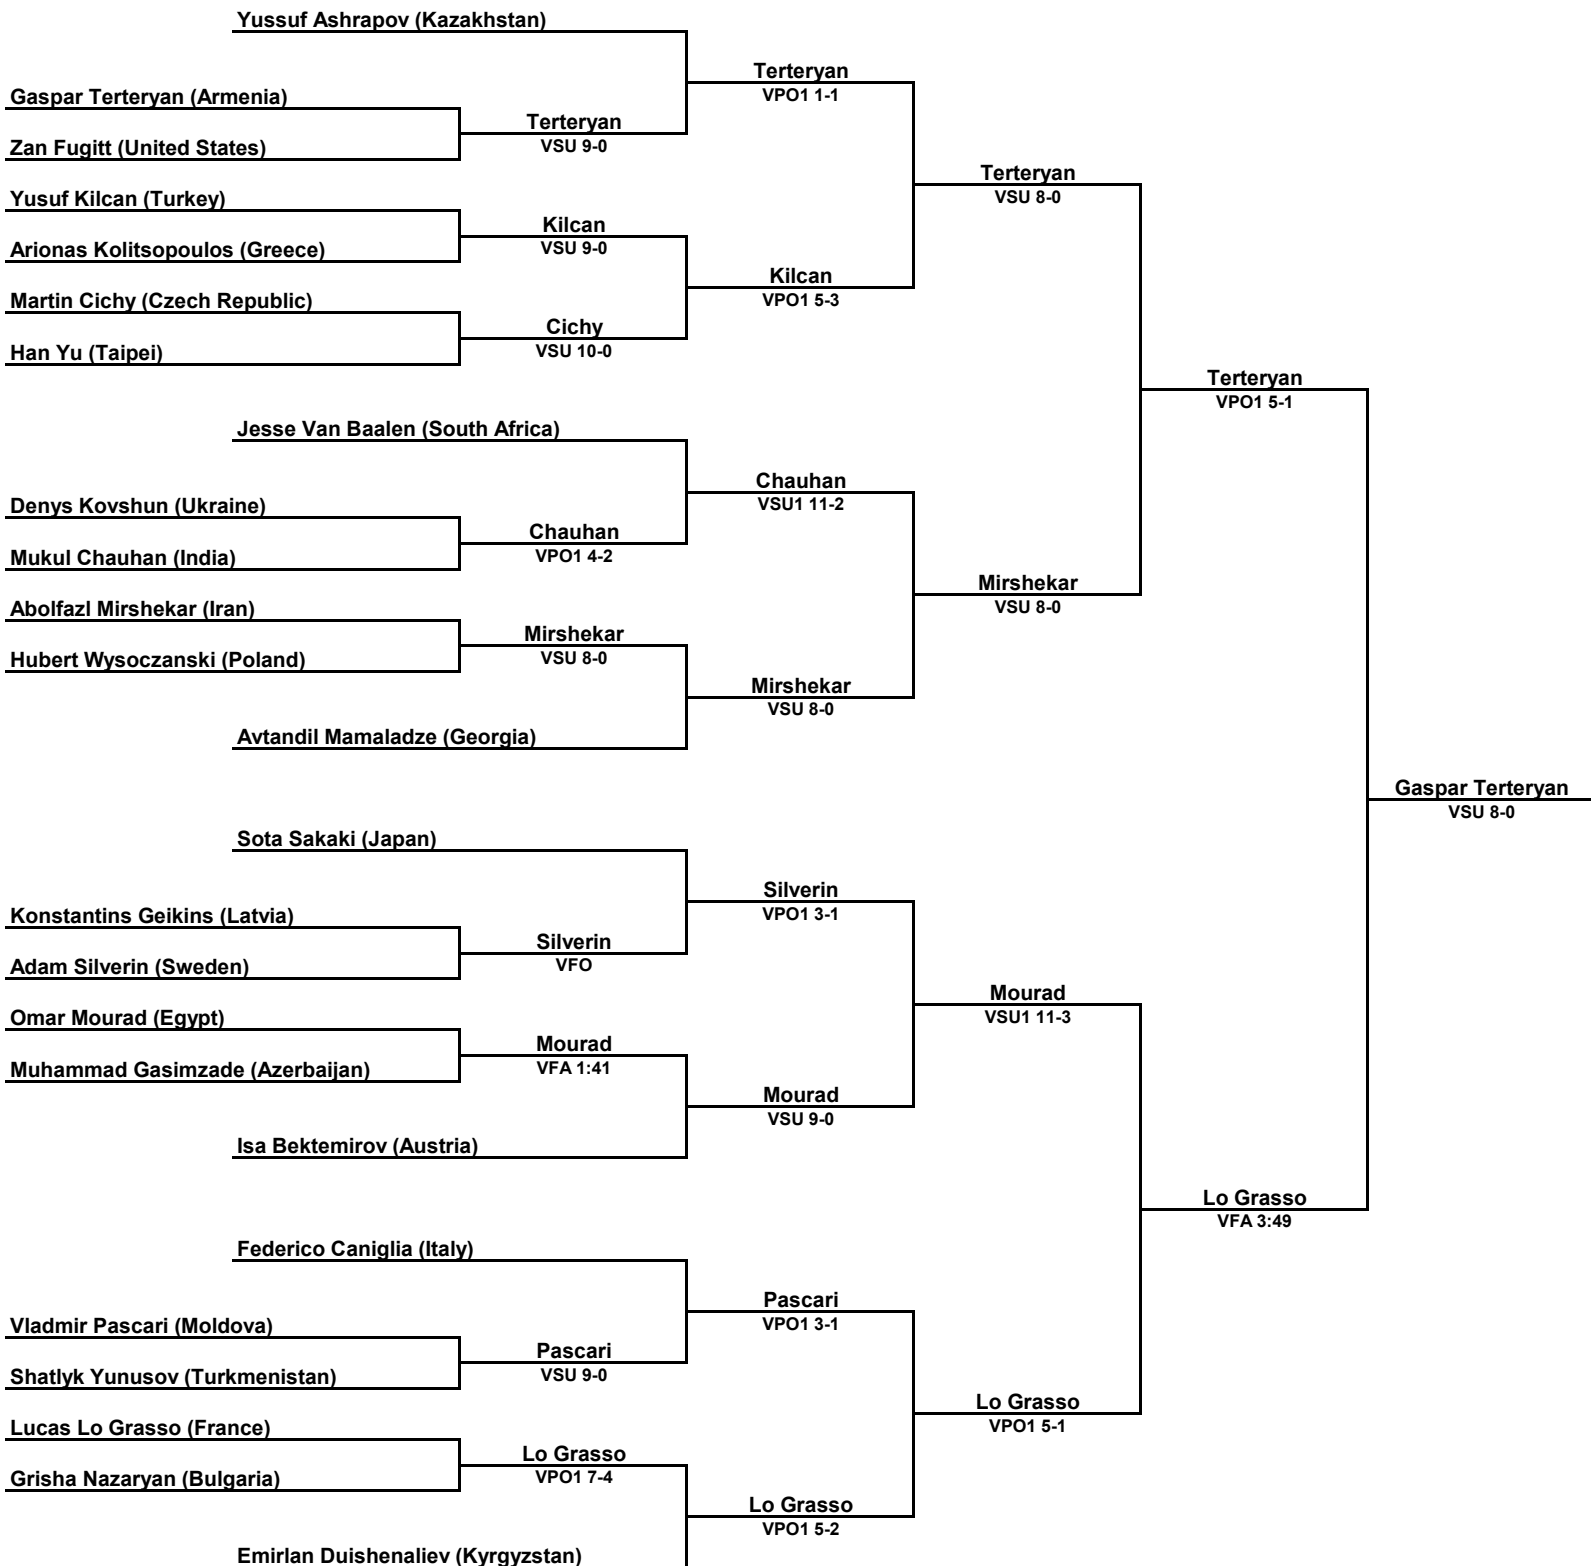 Yussuf Ashrapov (Kazakhstan)
Terteryan
VPO1 1-1
Gaspar Terteryan (Armenia)
Terteryan
VSU 9-0
Zan Fugitt (United States)
Terteryan
VSU 8-0
Yusuf Kilcan (Turkey)
Kilcan
VSU 9-0
Arionas Kolitsopoulos (Greece)
Kilcan
VPO1 5-3
Martin Cichy (Czech Republic)
Cichy
VSU 10-0
Han Yu (Taipei)
Terteryan
VPO1 5-1
Jesse Van Baalen (South Africa)
Chauhan
VSU1 11-2
Denys Kovshun (Ukraine)
Chauhan
VPO1 4-2
Mukul Chauhan (India)
Mirshekar
VSU 8-0
Abolfazl Mirshekar (Iran)
Mirshekar
VSU 8-0
Hubert Wysoczanski (Poland)
Mirshekar
VSU 8-0
Avtandil Mamaladze (Georgia)
Gaspar Terteryan
VSU 8-0
Sota Sakaki (Japan)
Silverin
VPO1 3-1
Konstantins Geikins (Latvia)
Silverin
VFO
Adam Silverin (Sweden)
Mourad
VSU1 11-3
Omar Mourad (Egypt)
Mourad
VFA 1:41
Muhammad Gasimzade (Azerbaijan)
Mourad
VSU 9-0
Isa Bektemirov (Austria)
Lo Grasso
VFA 3:49
Federico Caniglia (Italy)
Pascari
VPO1 3-1
Vladmir Pascari (Moldova)
Pascari
VSU 9-0
Shatlyk Yunusov (Turkmenistan)
Lo Grasso
VPO1 5-1
Lucas Lo Grasso (France)
Lo Grasso
VPO1 7-4
Grisha Nazaryan (Bulgaria)
Lo Grasso
VPO1 5-2
Emirlan Duishenaliev (Kyrgyzstan)